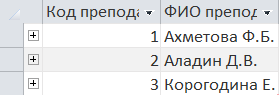 Код препода ФИО препод
1 Ахметова Ф.Б.
2 Аладин Д.В.
3 Корогодина Е.